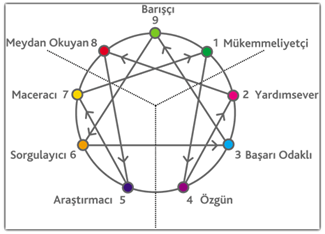 Barışçı
9
Meydan Okuyan 8
1 Mükemmeliyetçi
Maceracı 7
2 Yardımsever
Sorgulayıcı 6
3 Başarı Odaklı
Araştırmacı 5
4 Özgün